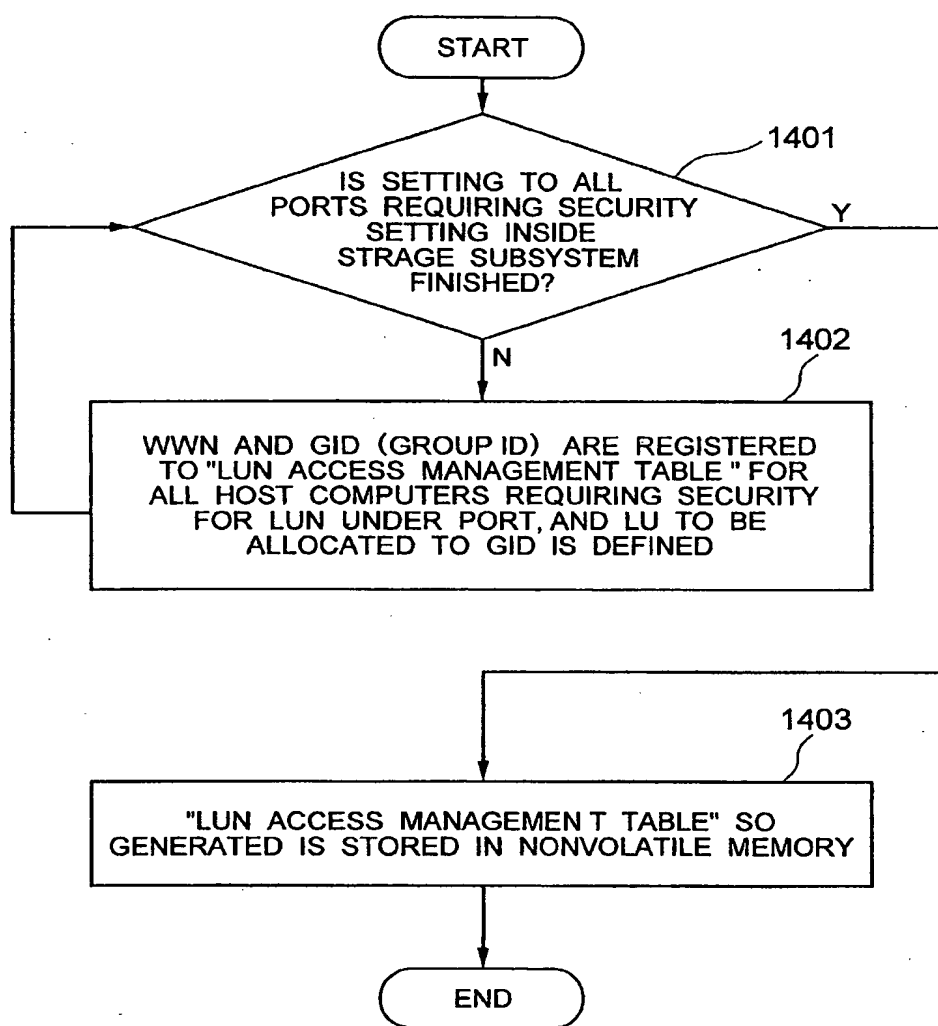 START
1401
IS SETTING TO ALL
PORTS REQUIRING SECURITY
SETTING INSIDE
STRAGE SUBSYSTEM
FINISHED?
Y
N
1402
WWN AND GID (GROUP ID) ARE REGISTERED
TO "LUN ACCESS MANAGEMENT TABLE" FOR
ALL HOST COMPUTERS REQUIRING SECURITY
FOR LUN UNDER PORT, AND LU TO BE
ALLOCATED TO GID IS DEFINED
1403
"LUN ACCESS MANAGEMENT TABLE" SO
GENERATED IS STORED IN NONVOLATILE MEMORY
END